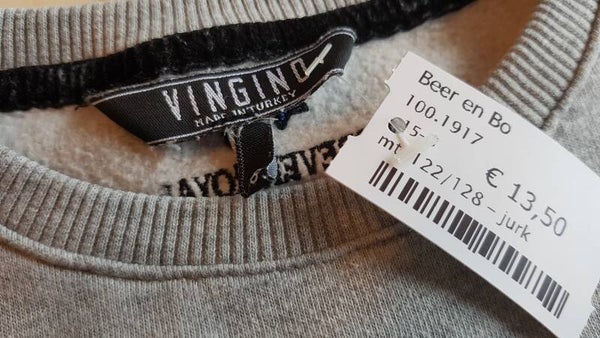 VINGINO
MADE IN TURKEY
Beer en Bo
100.1917
€ 13,50
mt 122/128 - jurk